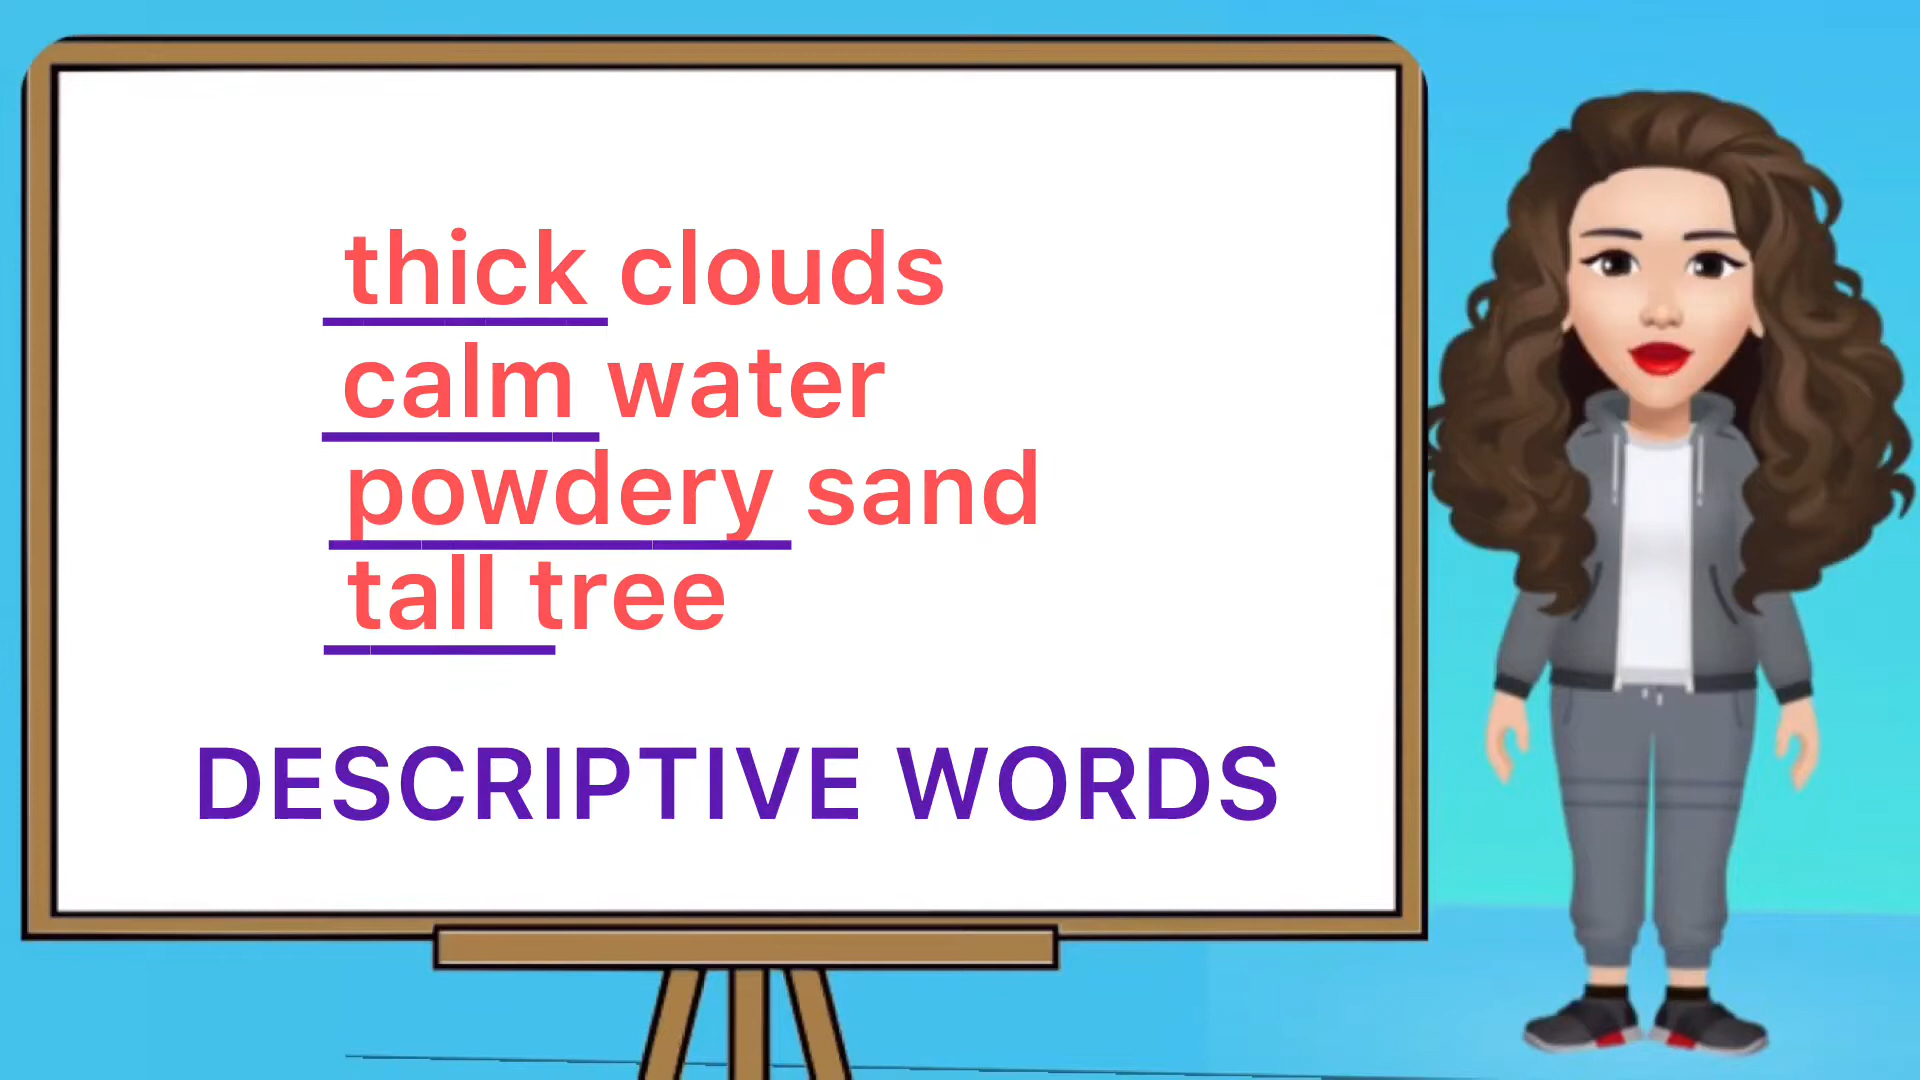 thick clouds
calm water
powdery sand
tall tree
DESCRIPTIVE WORDS